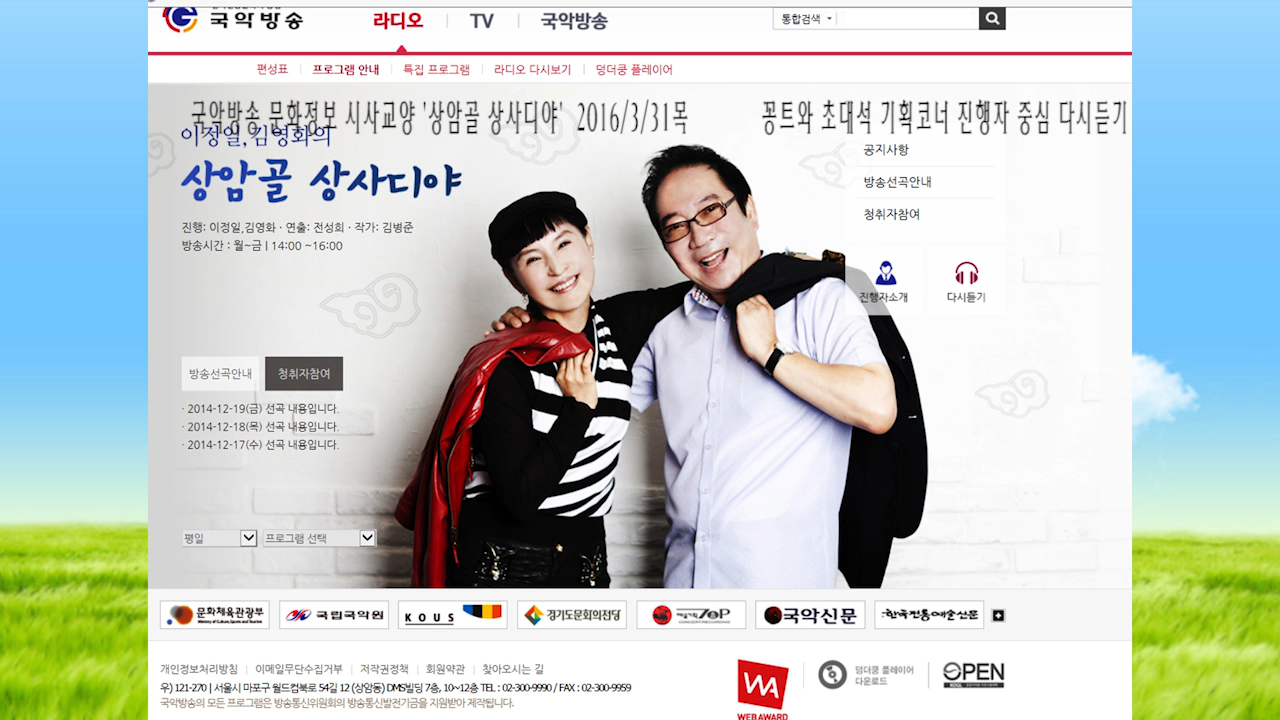 국악방송
라디오 TV 국악방송
통합검색
편성표 프로그램 안내 특집 프로그램 라디오 다시보기 덩더쿵 플레이어
국악방송 문화정보 시사교양 '상암골 상사디야' 2016/3/31목 꽁트와 초대석 기획코너 진행자 중심 다시듣기
이정일,김영화의
상암골 상사디야
공지사항
방송선곡안내
청취자참여
진행: 이정일,김영화 · 연출: 전성희 · 작가: 김병준
방송시간 : 월~금 | 14:00 ~16:00
진행자소개 다시듣기
방송선곡안내 청취자참여
· 2014-12-19(금) 선곡 내용입니다.
· 2014-12-18(목) 선곡 내용입니다.
· 2014-12-17(수) 선곡 내용입니다.
평일 프로그램 선택
문화체육관광부 국립국악원 KOUS 경기도문화의전당 국악신문 한국전통예술신문
Ministry of Culture, Sports and Tourism
개인정보처리방침 | 이메일무단수집거부 | 저작권정책 | 회원약관 | 찾아오시는 길
우) 121-270 | 서울시 마포구 월드컵북로 54길 12 (상암동) DMS빌딩 7층, 10~12층 TEL : 02-300-9990 / FAX : 02-300-9959
국악방송의 모든 프로그램은 방송통신위원회의 방송통신발전기금을 지원받아 제작됩니다.
WA
WEB AWARD
덩더쿵 플레이어
다운로드
OPEN